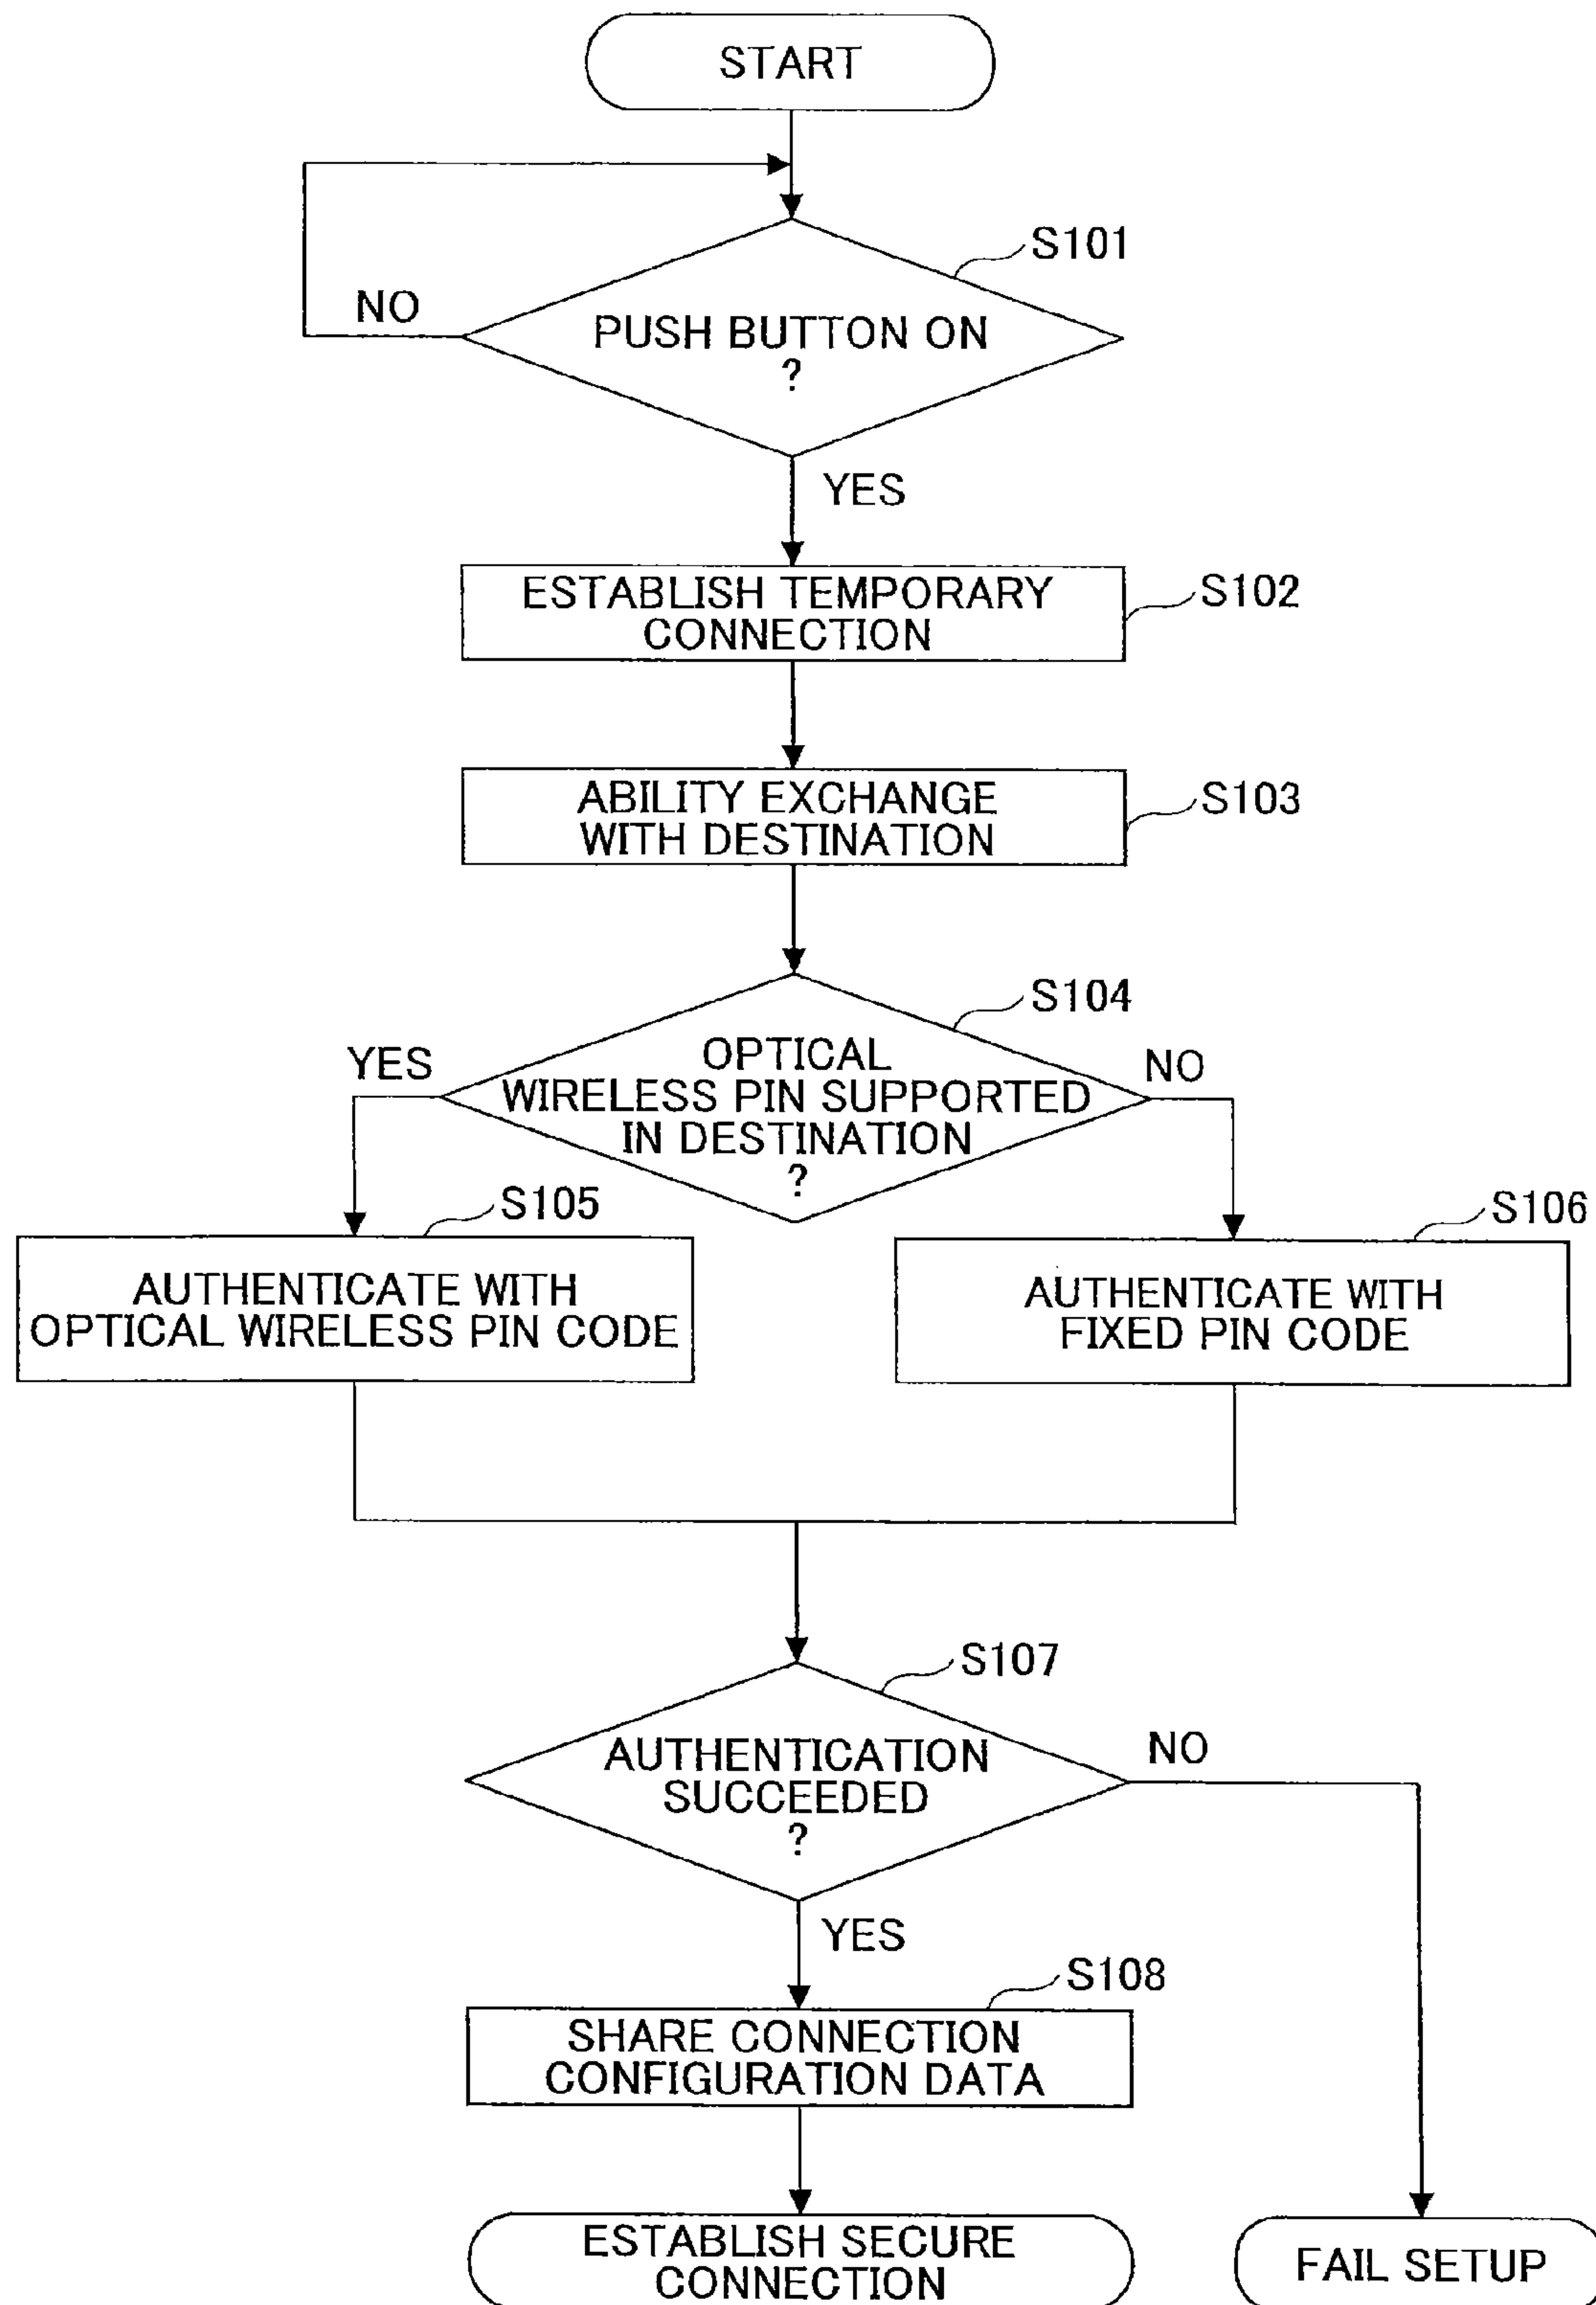 START
S101
NO
PUSH BUTTON ON
?
YES
ESTABLISH TEMPORARY
CONNECTION
S102
ABILITY EXCHANGE
WITH DESTINATION
S103
S104
YES
OPTICAL
WIRELESS PIN SUPPORTED
IN DESTINATION
?
NO
S105
S106
AUTHENTICATE WITH
OPTICAL WIRELESS PIN CODE
AUTHENTICATE WITH
FIXED PIN CODE
S107
AUTHENTICATION
SUCCEEDED
?
NO
YES
S108
SHARE CONNECTION
CONFIGURATION DATA
ESTABLISH SECURE
CONNECTION
FAIL SETUP